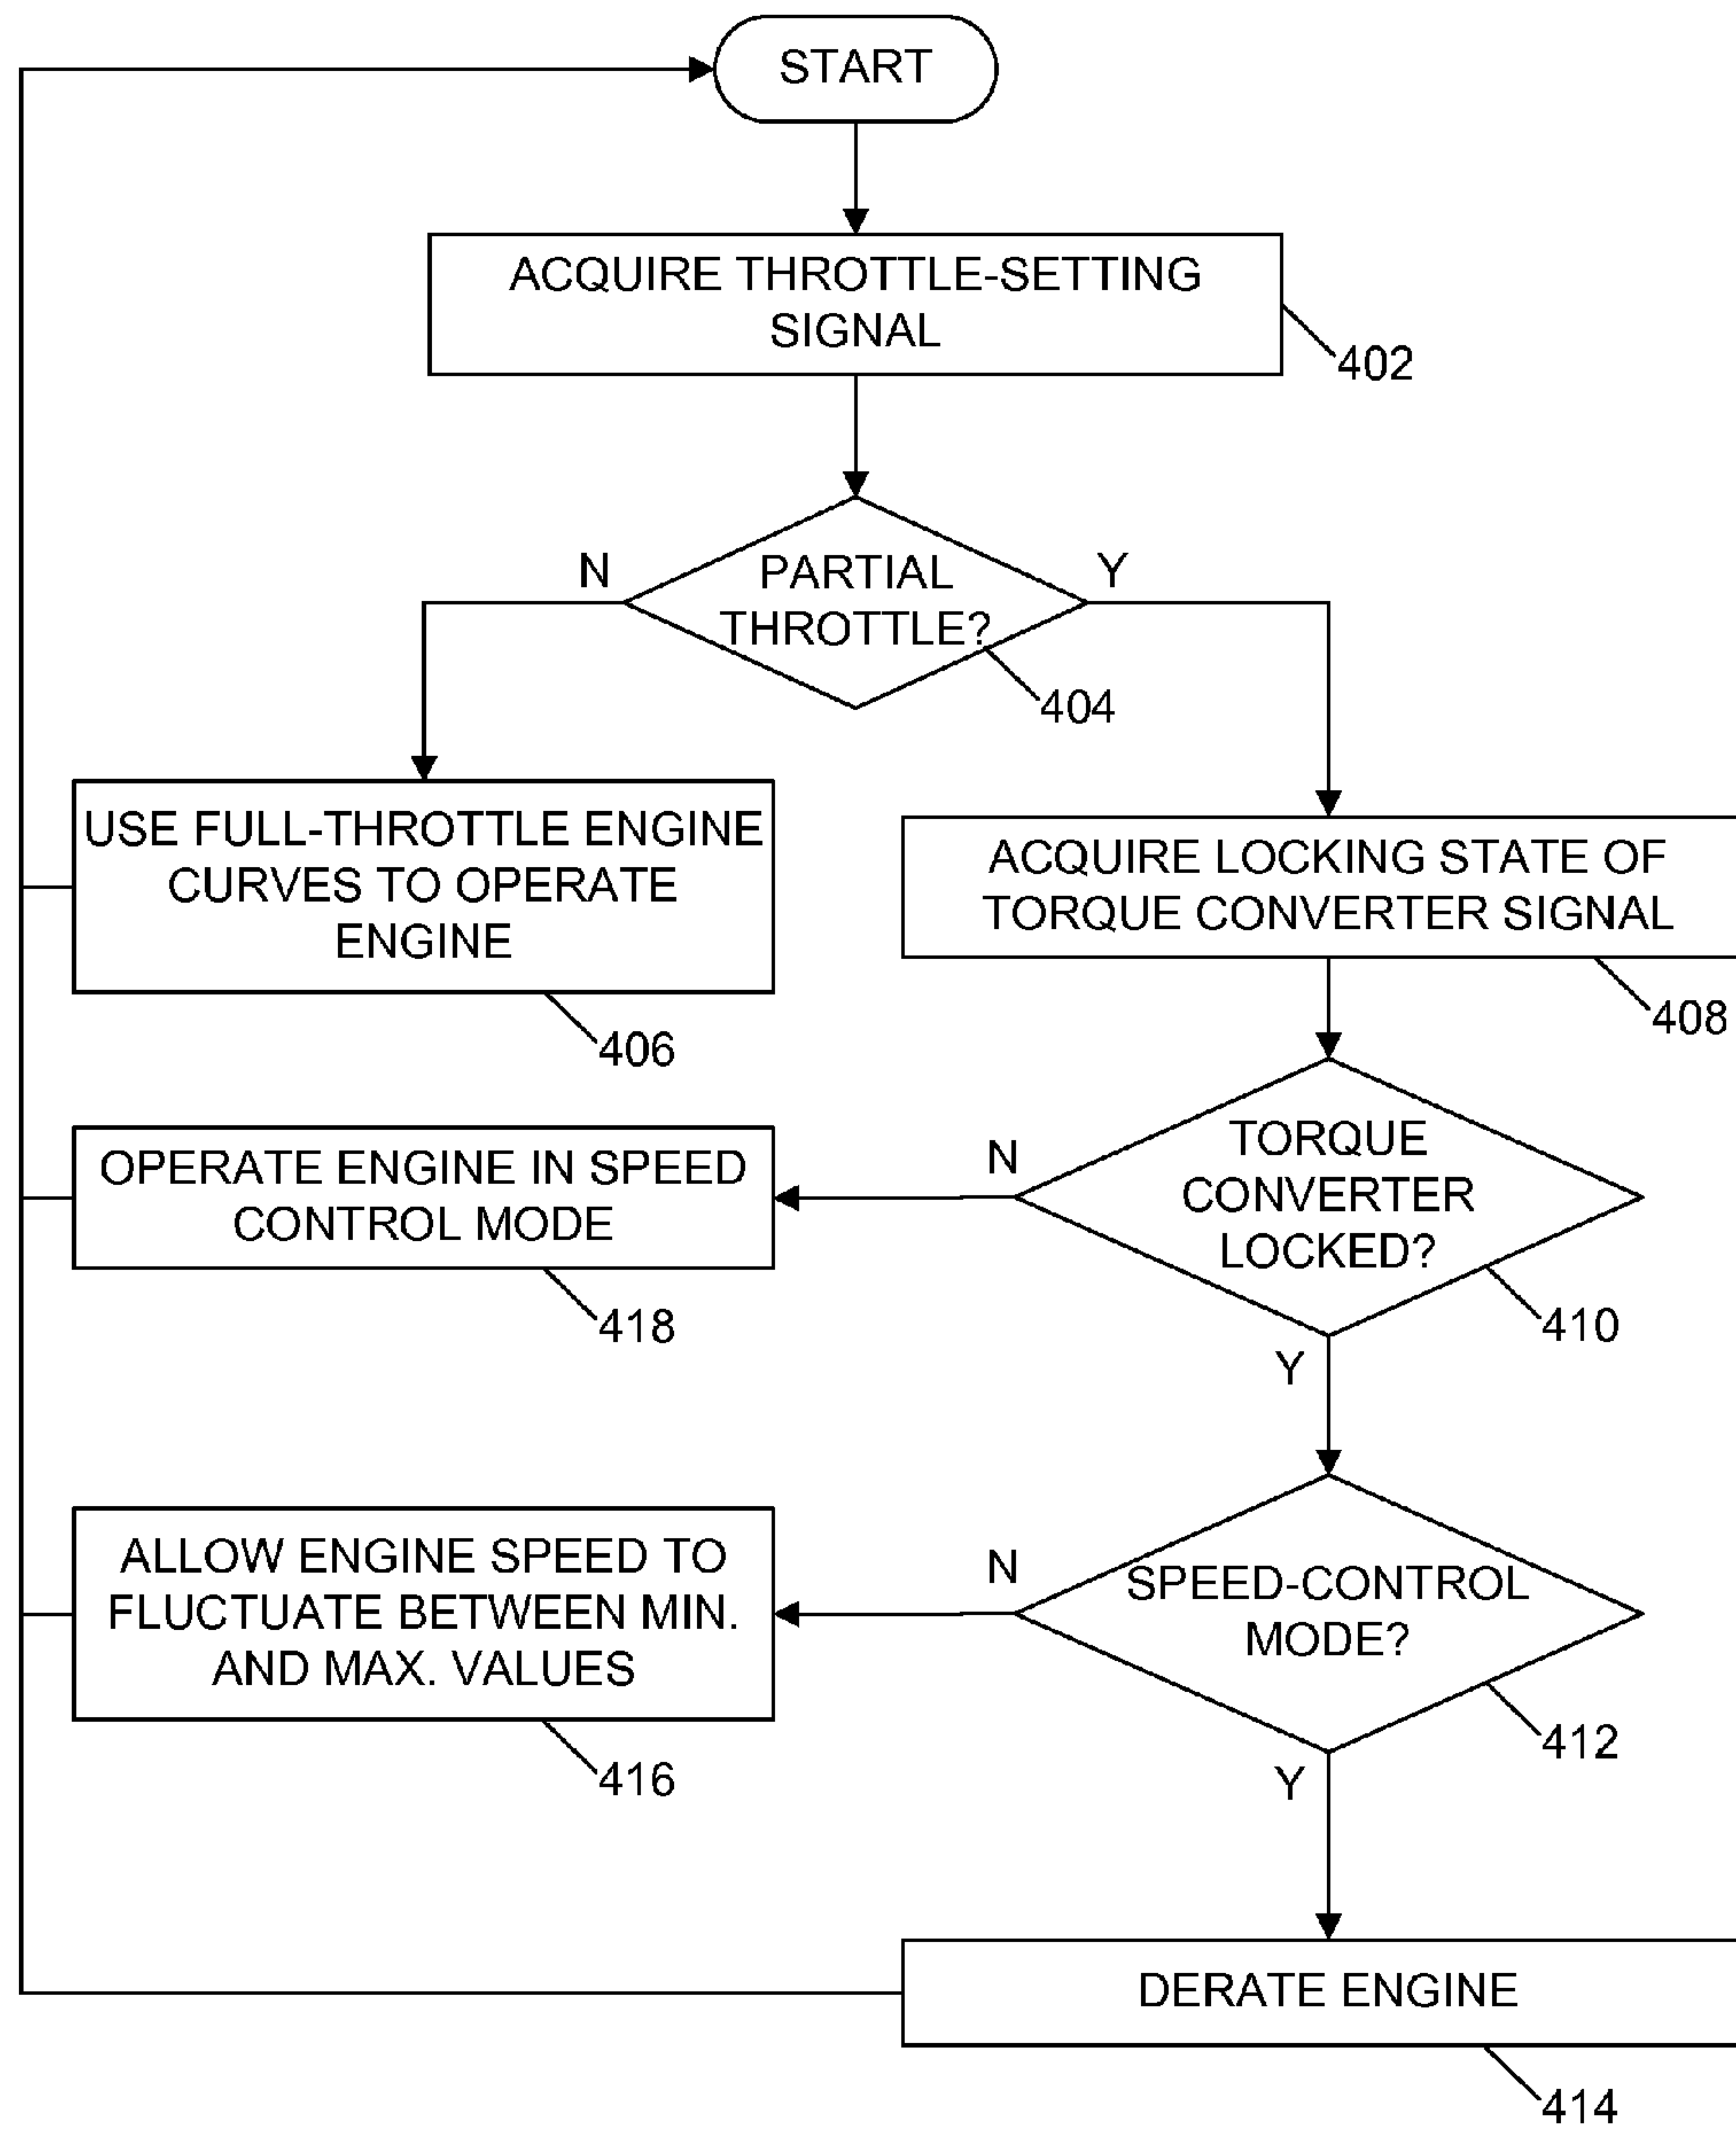 START
ACQUIRE THROTTLE-SETTING
SIGNAL
402
PARTIAL
THROTTLE?
N
Y
404
USE FULL-THROTTLE ENGINE
CURVES TO OPERATE
ENGINE
406
ACQUIRE LOCKING STATE OF
TORQUE CONVERTER SIGNAL
408
TORQUE
CONVERTER
LOCKED?
N
410
Y
OPERATE ENGINE IN SPEED
CONTROL MODE
418
SPEED-CONTROL
MODE?
N
412
Y
ALLOW ENGINE SPEED TO
FLUCTUATE BETWEEN MIN.
AND MAX. VALUES
416
DERATE ENGINE
414